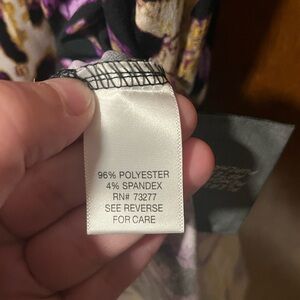 96% POLYESTER
4% SPANDEX
RN# 73277
SEE REVERSE
FOR CARE